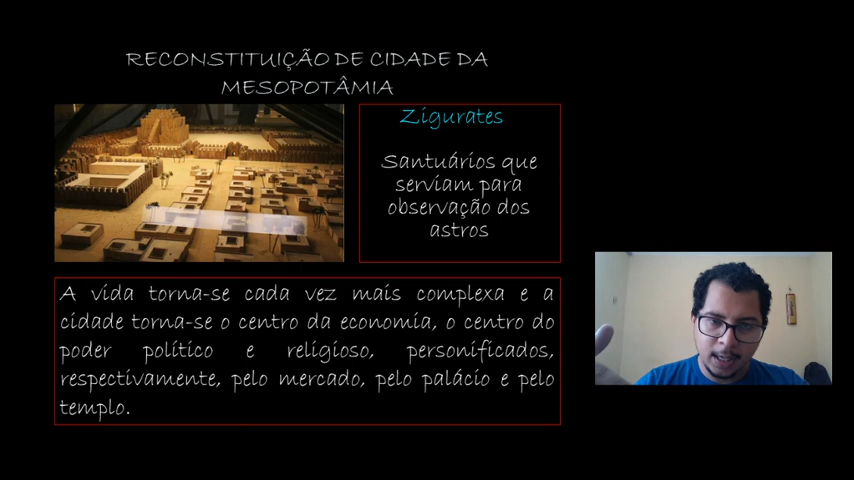 RECONSTITUIÇÃO DE CIDADE DA
MESOPOTÂMIA
Zigurates
Santuários que
serviam para
observação dos
astros
A vida torna-se cada vez mais complexa e a
cidade torna-se o centro da economia, o centro do
poder político e religioso, personificados,
respectivamente, pelo mercado, pelo palácio e pelo
templo.